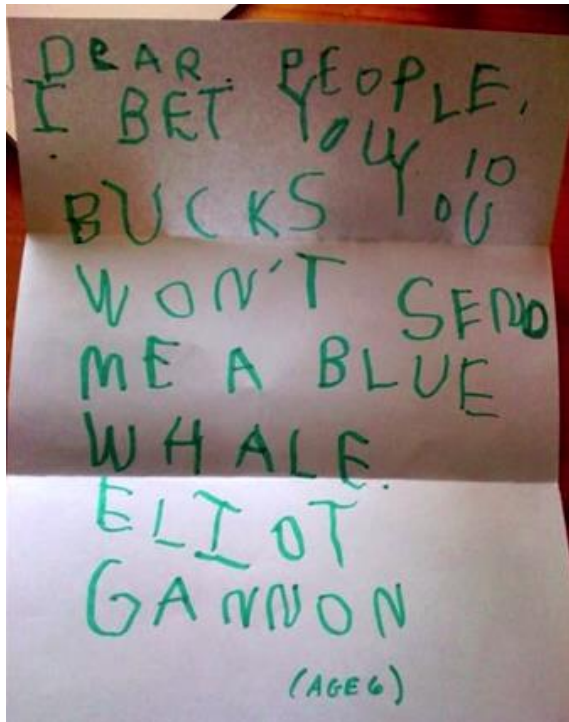 DEAR. PEOPLE,
I BET YOU 10
BUCKS YOU
WON'T SEND
ME A BLUE
WHALE.
ELIOT
GANNON
(AGE 6)